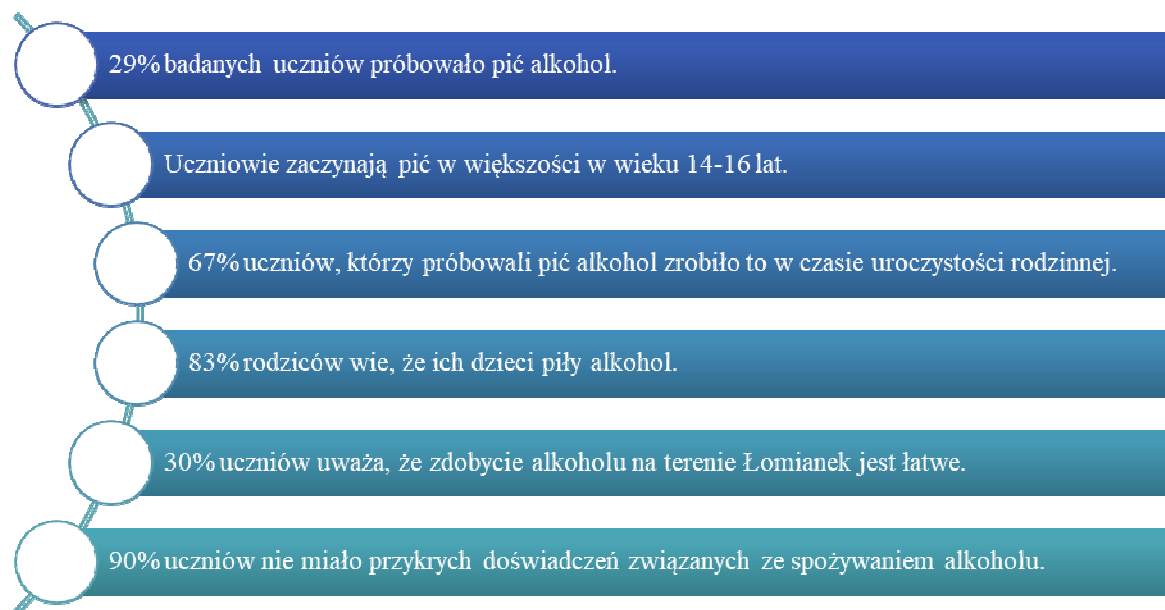 29% badanych uczniów próbowało pić alkohol.
Uczniowie zaczynają pić w większości w wieku 14-16 lat.
67% uczniów, którzy próbowali pić alkohol zrobiło to w czasie uroczystości rodzinnej.
83% rodziców wie, że ich dzieci piły alkohol.
30% uczniów uważa, że zdobycie alkoholu na terenie Łomianek jest łatwe.
90% uczniów nie miało przykrych doświadczeń związanych ze spożywaniem alkoholu.